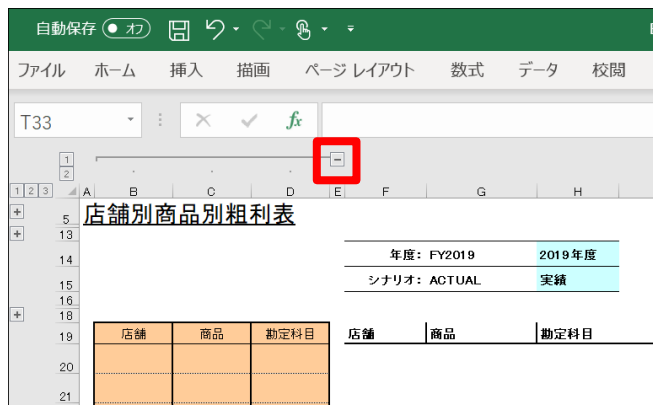 自動保存 オフ
ファイル ホーム 挿入 描画 ページ レイアウト 数式 データ 校閲
T33 fx
1
2
1 2 3 A B C D E F G H
5 店舗別商品別粗利表
13
14 年度: FY2019 2019年度
15 シナリオ: ACTUAL 実績
16
18
19 店舗 商品 勘定科目 店舗 商品 勘定科目
20
21